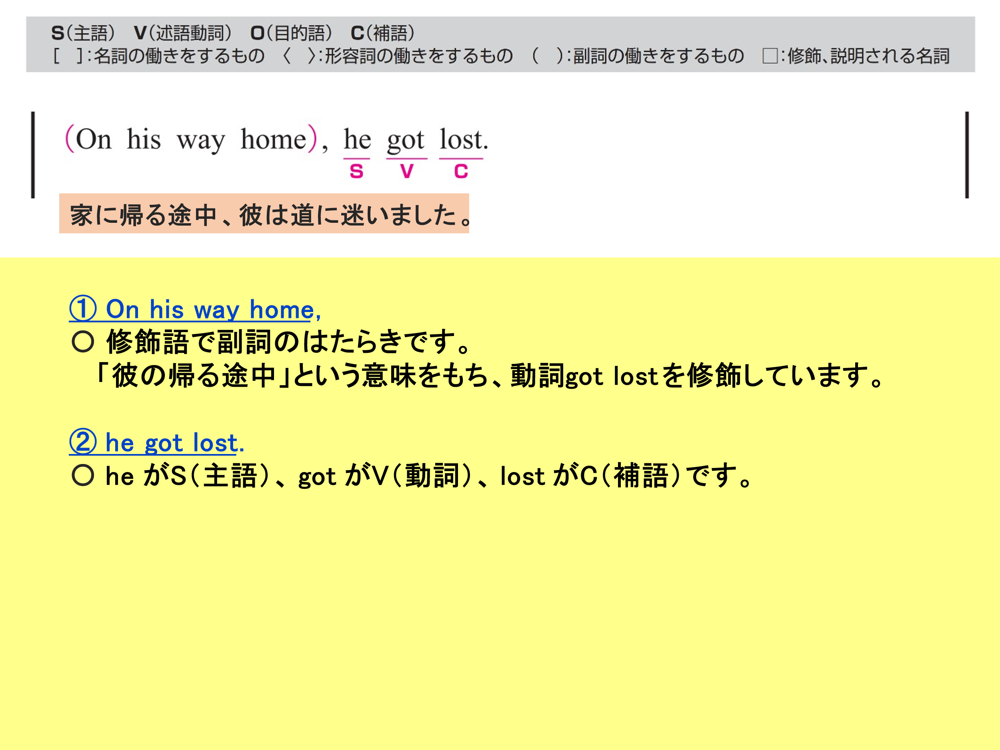 S（主語）　V（述語動詞）　O（目的語）　C（補語）
［　］：名詞の働きをするもの　〈　〉：形容詞の働きをするもの　（　）：副詞の働きをするもの　□：修飾、説明される名詞
(On his way home), he got lost.
S V C
家に帰る途中、彼は道に迷いました。
① On his way home,
○ 修飾語で副詞のはたらきです。
「彼の帰る途中」という意味をもち、動詞got lostを修飾しています。
② he got lost.
○ he がS（主語）、got がV（動詞）、lost がC（補語）です。